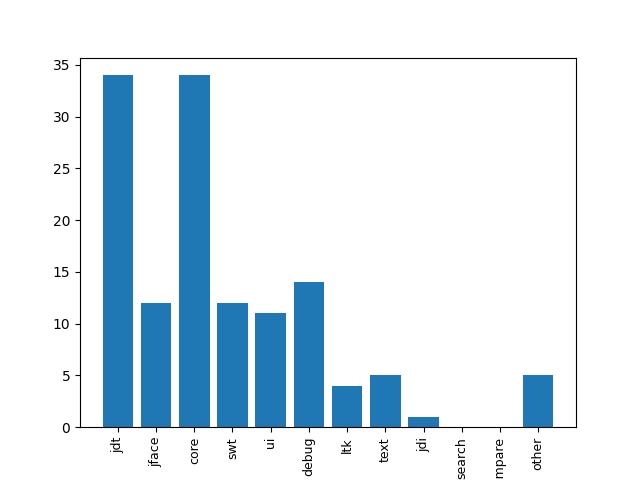 35
30
25
20
15
10
5
0
jdt
jface
core
swt
ui
debug
ltk
text
jdi
search
mpare
other